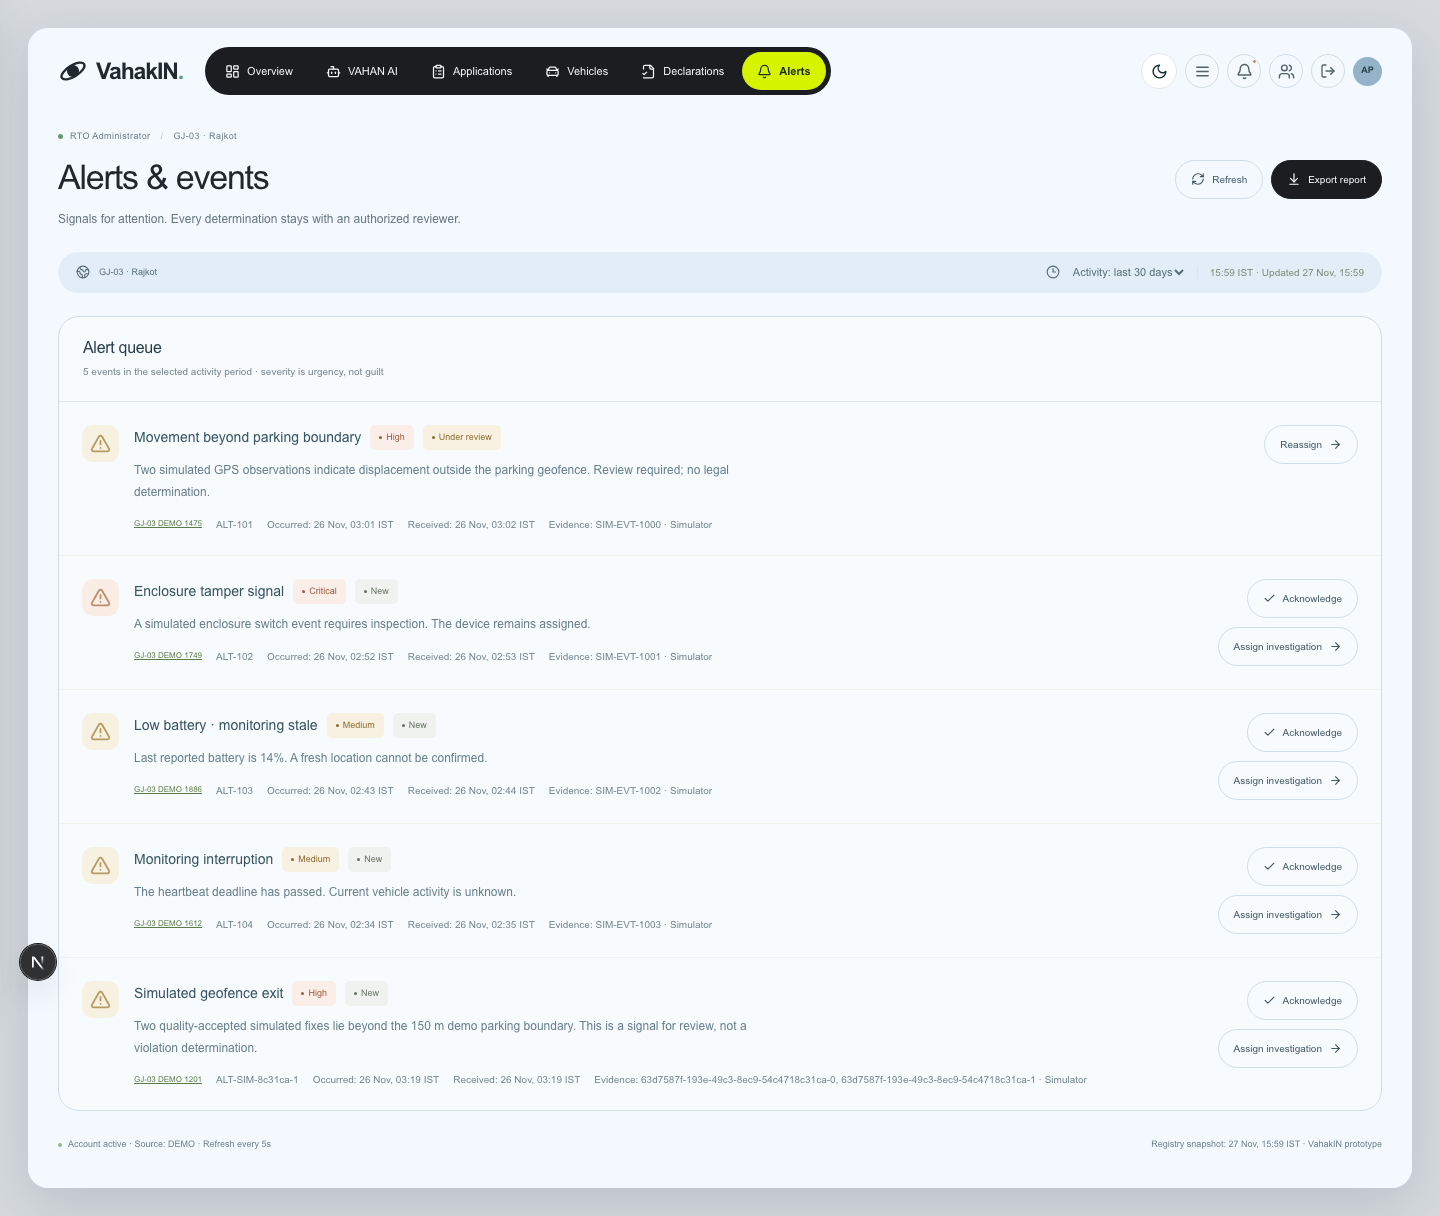 VahakIN.
Overview
VAHAN AI
Applications
Vehicles
Declarations
Alerts
AP
RTO Administrator / GJ-03 · Rajkot
Alerts & events
Refresh
Export report
Signals for attention. Every determination stays with an authorized reviewer.
GJ-03 · Rajkot
Activity: last 30 days
15:59 IST · Updated 27 Nov, 15:59
Alert queue
5 events in the selected activity period · severity is urgency, not guilt
Movement beyond parking boundary
• High
• Under review
Reassign
Two simulated GPS observations indicate displacement outside the parking geofence. Review required; no legal
determination.
GJ-03 DEMO 1475 ALT-101 Occurred: 26 Nov, 03:01 IST Received: 26 Nov, 03:02 IST Evidence: SIM-EVT-1000 · Simulator
Enclosure tamper signal
• Critical
• New
Acknowledge
A simulated enclosure switch event requires inspection. The device remains assigned.
Assign investigation
GJ-03 DEMO 1749 ALT-102 Occurred: 26 Nov, 02:52 IST Received: 26 Nov, 02:53 IST Evidence: SIM-EVT-1001 · Simulator
Low battery · monitoring stale
• Medium
• New
Acknowledge
Last reported battery is 14%. A fresh location cannot be confirmed.
Assign investigation
GJ-03 DEMO 1886 ALT-103 Occurred: 26 Nov, 02:43 IST Received: 26 Nov, 02:44 IST Evidence: SIM-EVT-1002 · Simulator
Monitoring interruption
• Medium
• New
Acknowledge
The heartbeat deadline has passed. Current vehicle activity is unknown.
Assign investigation
GJ-03 DEMO 1612 ALT-104 Occurred: 26 Nov, 02:34 IST Received: 26 Nov, 02:35 IST Evidence: SIM-EVT-1003 · Simulator
N
Simulated geofence exit
• High
• New
Acknowledge
Two quality-accepted simulated fixes lie beyond the 150 m demo parking boundary. This is a signal for review, not a
violation determination.
Assign investigation
GJ-03 DEMO 1201 ALT-SIM-8c31ca-1 Occurred: 26 Nov, 03:19 IST Received: 26 Nov, 03:19 IST Evidence: 63d7587f-193e-49c3-8ec9-54c4718c31ca-0, 63d7587f-193e-49c3-8ec9-54c4718c31ca-1 · Simulator
Account active · Source: DEMO · Refresh every 5s
Registry snapshot: 27 Nov, 15:59 IST · VahakIN prototype